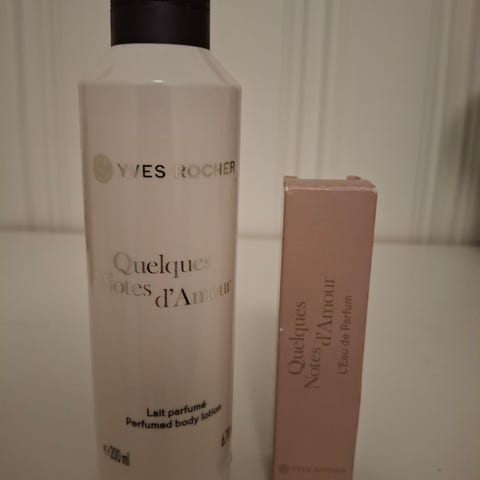 YVES ROCHER
Quelques
Notes d'Amour
Lait parfumé
Perfumed body lotion
200 ml
Quelques
Notes d'Amour
L'Eau de Parfum
YVES ROCHER